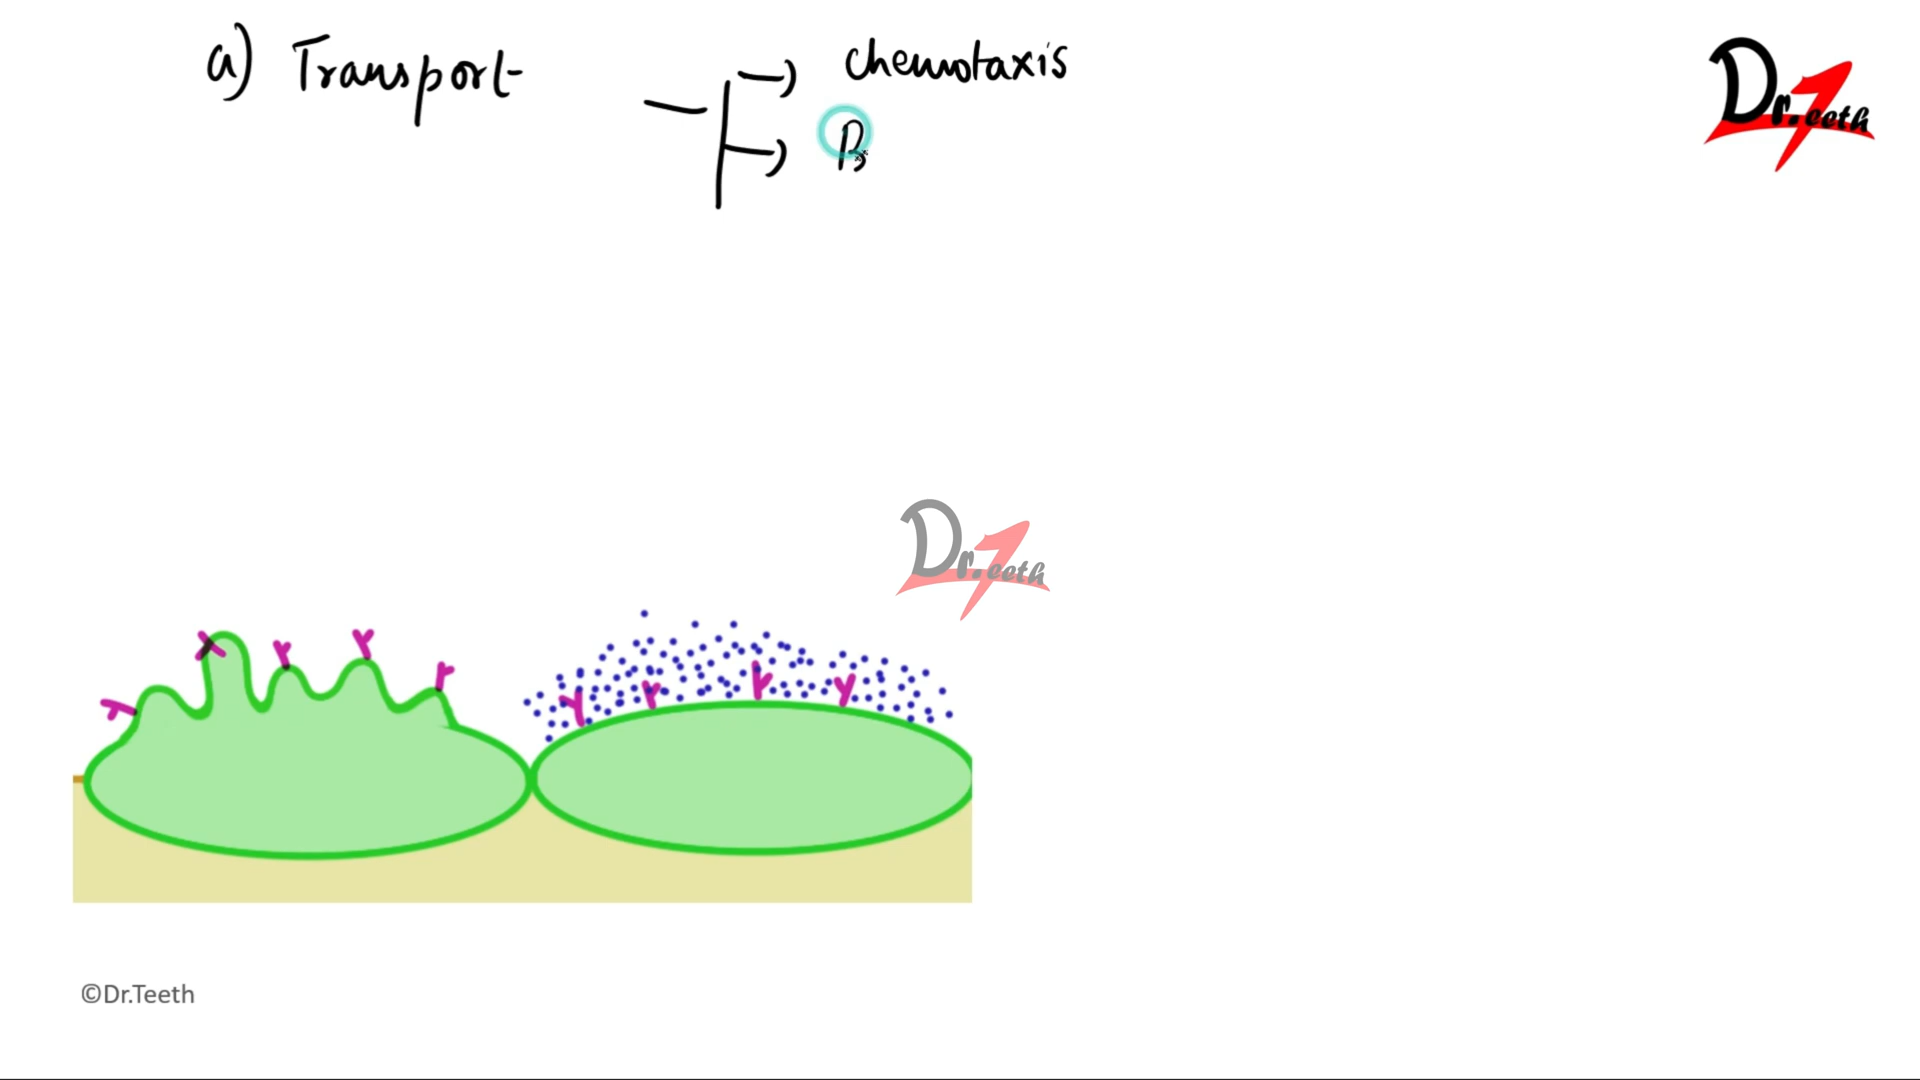 a) Transport
chemotaxis
B
Dr. Teeth
Dr. Teeth
©Dr.Teeth